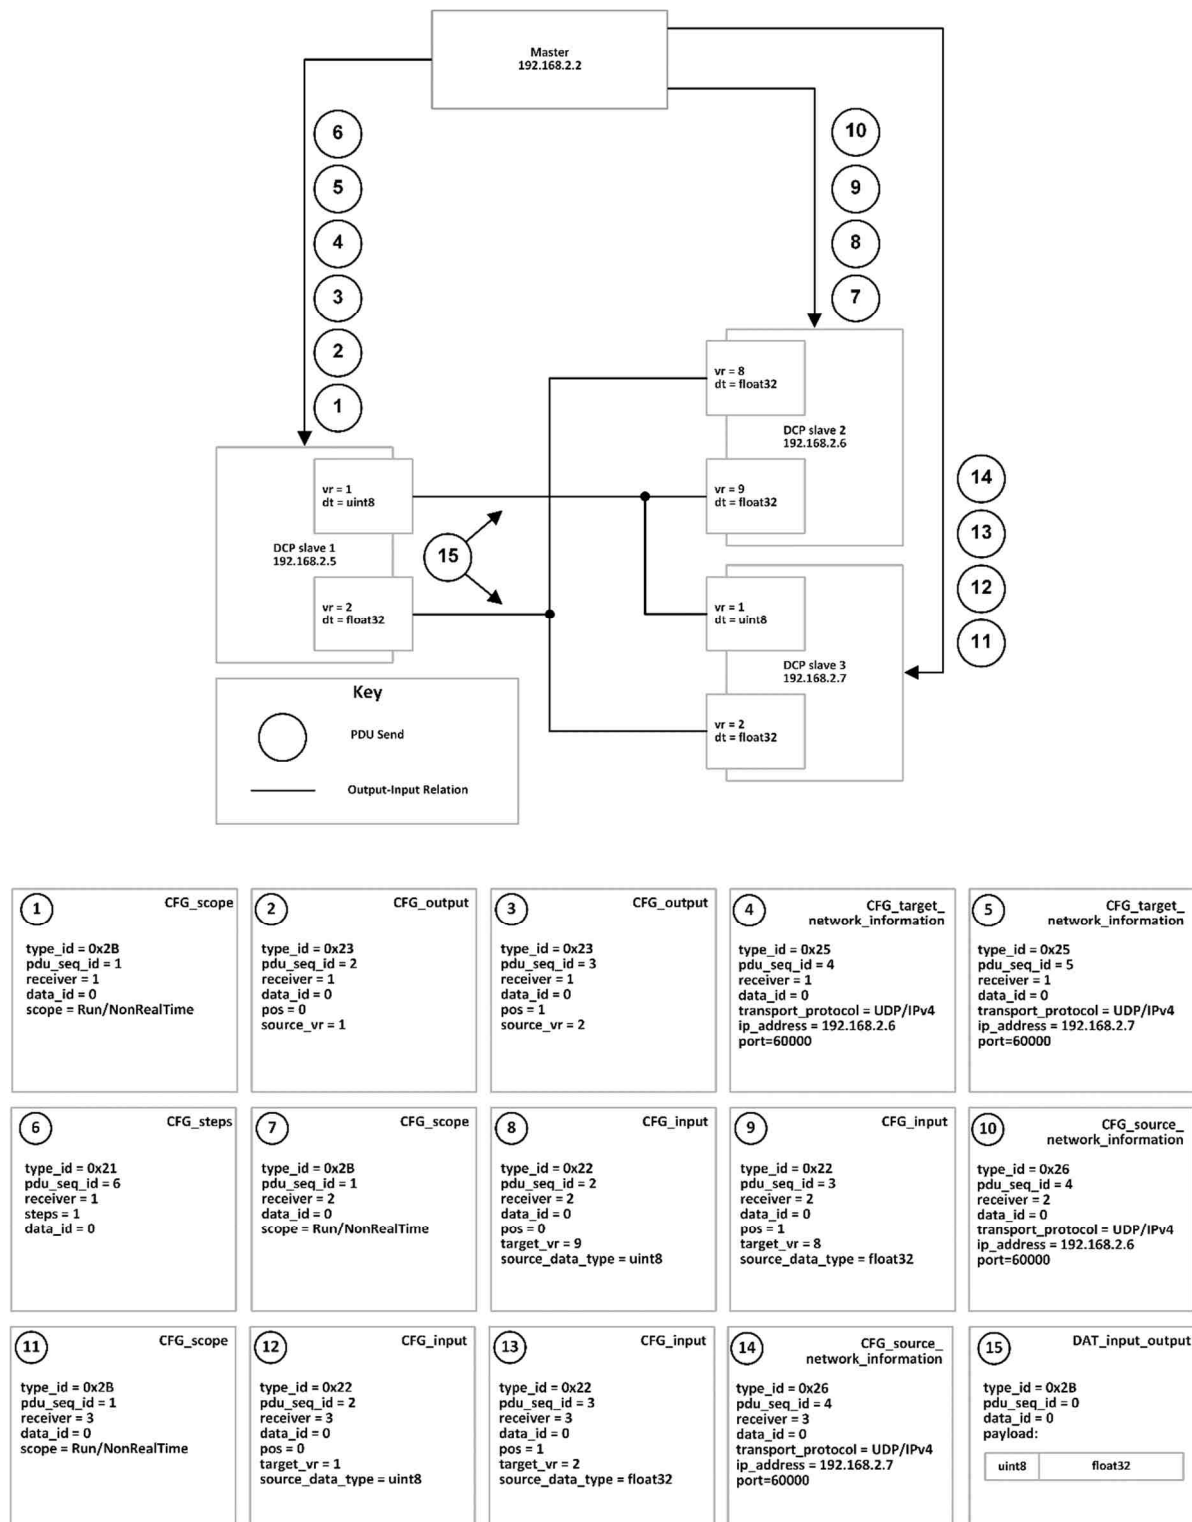 Master
192.168.2.2
6
5
4
3
2
1
10
9
8
7
vr = 8
dt = float32
DCP slave 2
192.168.2.6
vr = 9
dt = float32
14
13
12
11
vr = 1
dt = uint8
DCP slave 1
192.168.2.5
15
vr = 2
dt = float32
vr = 1
dt = uint8
DCP slave 3
192.168.2.7
vr = 2
dt = float32
Key
PDU Send
Output-Input Relation
1
CFG_scope
type_id = 0x2B
pdu_seq_id = 1
receiver = 1
data_id = 0
scope = Run/NonRealTime
2
CFG_output
type_id = 0x23
pdu_seq_id = 2
receiver = 1
data_id = 0
pos = 0
source_vr = 1
3
CFG_output
type_id = 0x23
pdu_seq_id = 3
receiver = 1
data_id = 0
pos = 1
source_vr = 2
4
CFG_target_
network_information
type_id = 0x25
pdu_seq_id = 4
receiver = 1
data_id = 0
transport_protocol = UDP/IPv4
ip_address = 192.168.2.6
port=60000
5
CFG_target_
network_information
type_id = 0x25
pdu_seq_id = 5
receiver = 1
data_id = 0
transport_protocol = UDP/IPv4
ip_address = 192.168.2.7
port=60000
6
CFG_steps
type_id = 0x21
pdu_seq_id = 6
receiver = 1
steps = 1
data_id = 0
7
CFG_scope
type_id = 0x2B
pdu_seq_id = 1
receiver = 2
data_id = 0
scope = Run/NonRealTime
8
CFG_input
type_id = 0x22
pdu_seq_id = 2
receiver = 2
data_id = 0
pos = 0
target_vr = 9
source_data_type = uint8
9
CFG_input
type_id = 0x22
pdu_seq_id = 3
receiver = 2
data_id = 0
pos = 1
target_vr = 8
source_data_type = float32
10
CFG_source_
network_information
type_id = 0x26
pdu_seq_id = 4
receiver = 2
data_id = 0
transport_protocol = UDP/IPv4
ip_address = 192.168.2.6
port=60000
11
CFG_scope
type_id = 0x2B
pdu_seq_id = 1
receiver = 3
data_id = 0
scope = Run/NonRealTime
12
CFG_input
type_id = 0x22
pdu_seq_id = 2
receiver = 3
data_id = 0
pos = 0
target_vr = 1
source_data_type = uint8
13
CFG_input
type_id = 0x22
pdu_seq_id = 3
receiver = 3
data_id = 0
pos = 1
target_vr = 2
source_data_type = float32
14
CFG_source_
network_information
type_id = 0x26
pdu_seq_id = 4
receiver = 3
data_id = 0
transport_protocol = UDP/IPv4
ip_address = 192.168.2.7
port=60000
15
DAT_input_output
type_id = 0x2B
pdu_seq_id = 0
data_id = 0
payload:
uint8 float32